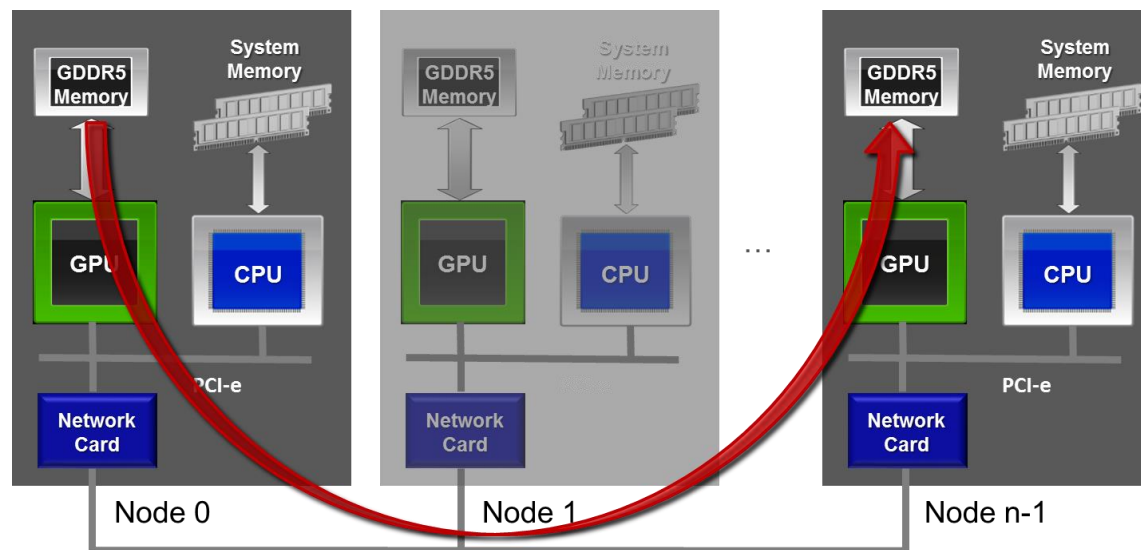 GDDR5
Memory
System
Memory
GPU
CPU
PCI-e
Network
Card
Node 0
GDDR5
Memory
System
Memory
GPU
CPU
Network
Card
Node 1
...
GDDR5
Memory
System
Memory
GPU
CPU
PCI-e
Network
Card
Node n-1